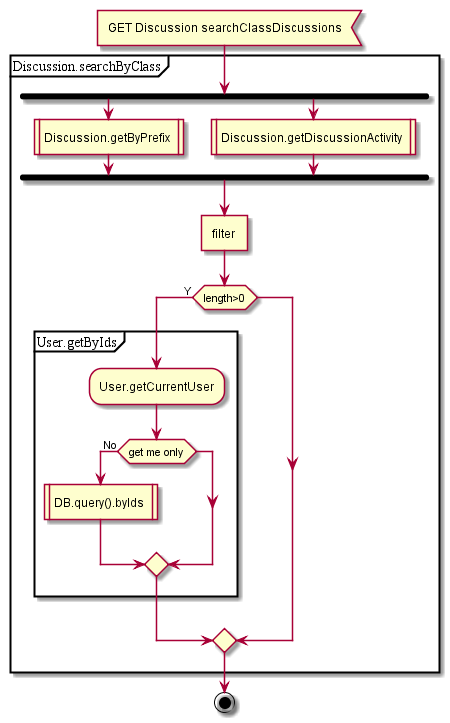 GET Discussion searchClassDiscussions
Discussion.searchByClass
Discussion.getByPrefix
Discussion.getDiscussionActivity
filter
length>0
Y
User.getByIds
User.getCurrentUser
get me only
No
DB.query().byIds